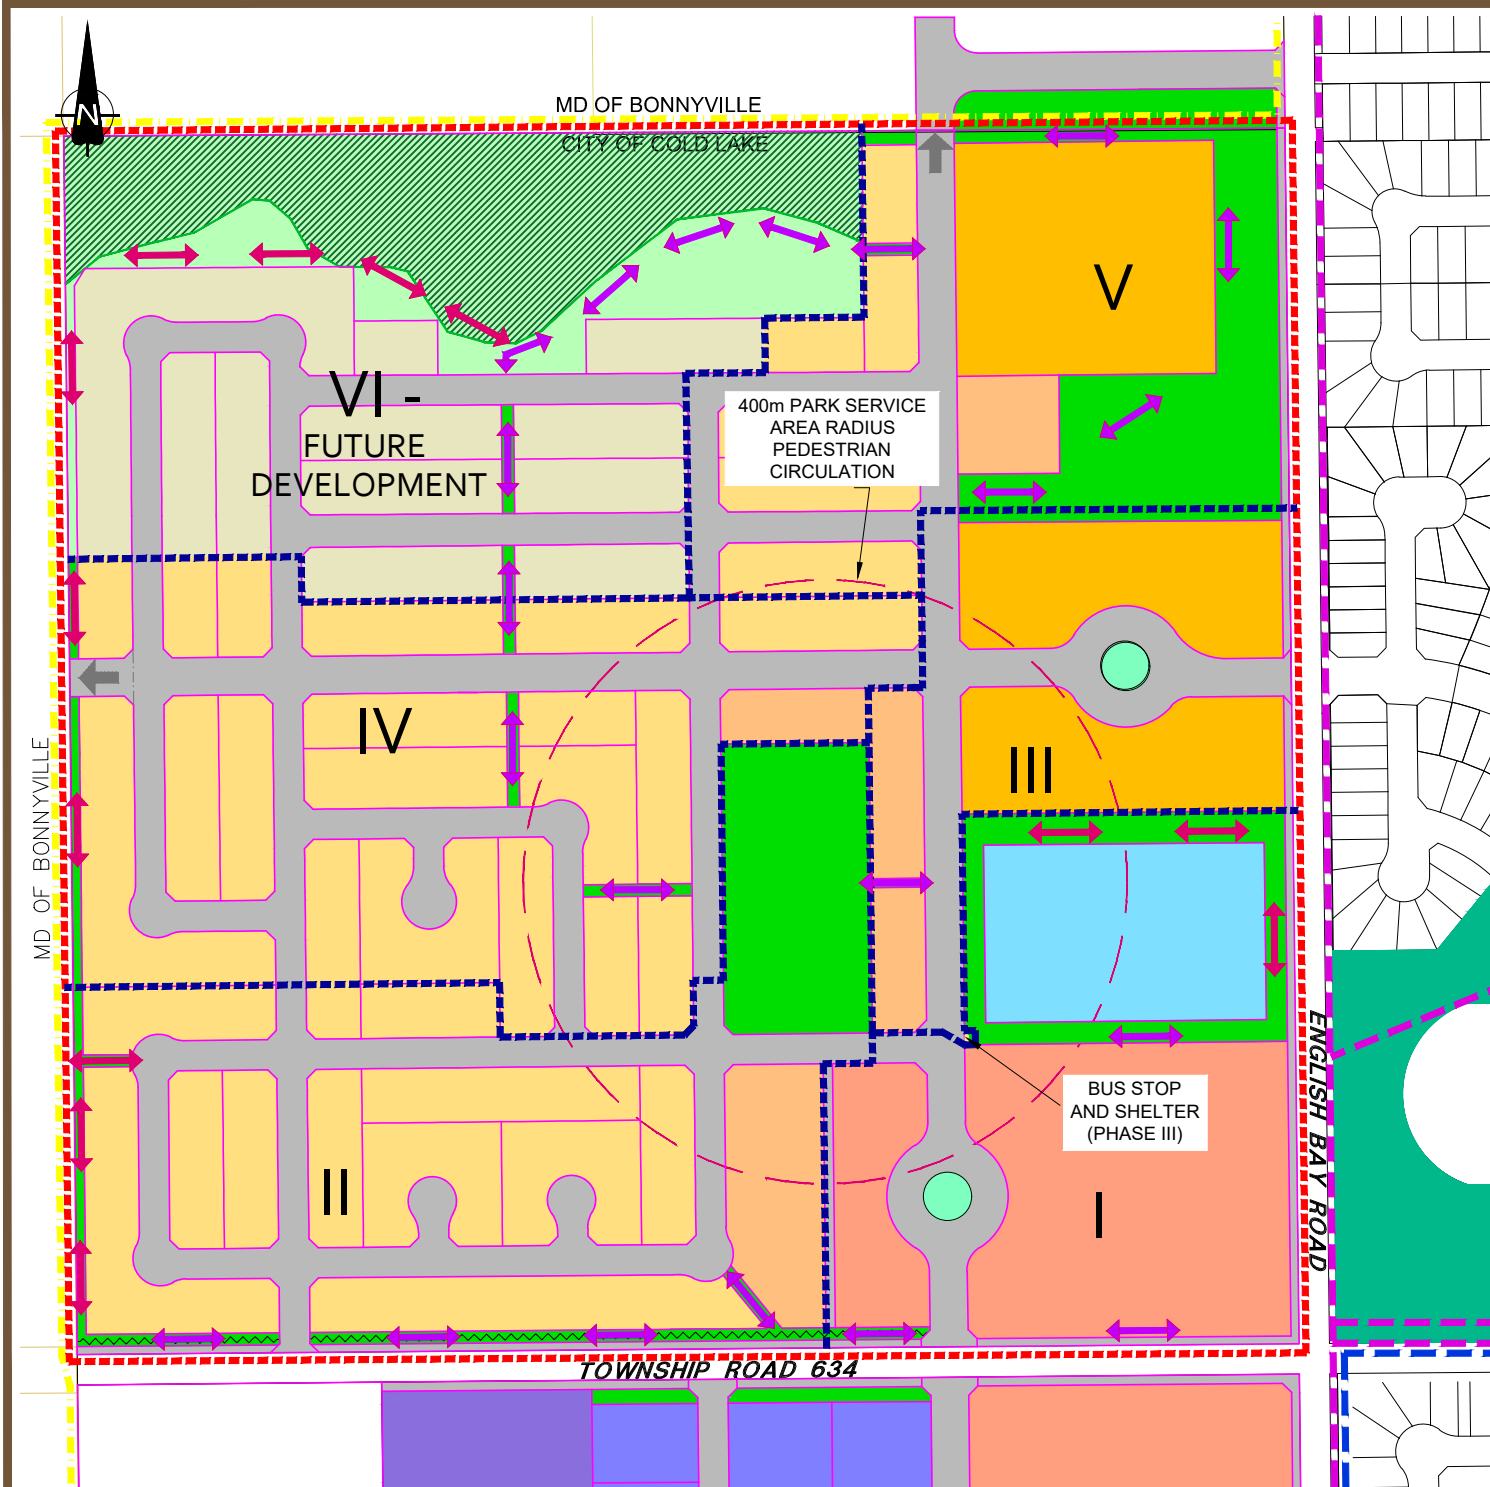 N
MD OF BONNYVILLE
CITY OF COLD LAKE
V
VI -
FUTURE
DEVELOPMENT
400m PARK SERVICE
AREA RADIUS
PEDESTRIAN
CIRCULATION
IV
III
MD OF BONNYVILLE
BUS STOP
AND SHELTER
(PHASE III)
ENGLISH BAY ROAD
II
I
TOWNSHIP ROAD 634